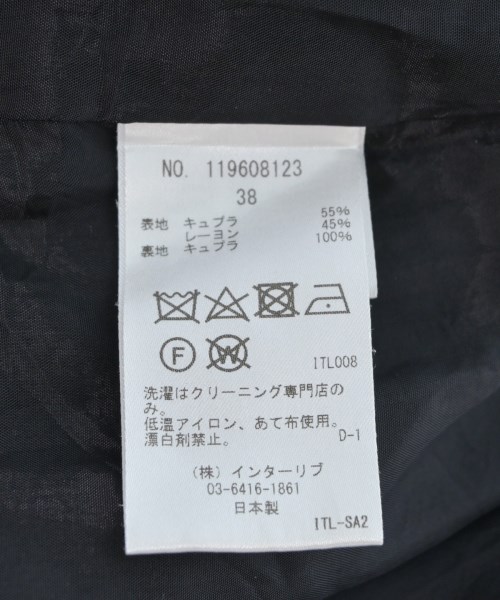 NO. 119608123
38
表地 キュプラ 55%
レーヨン 45%
裏地 キュプラ 100%
F W
ITL008
洗濯はクリーニング専門店の
み。
低温アイロン、あて布使用。
漂白剤禁止。 D-1
(株) インターリブ
03-6416-1861
日本製
ITL-SA2